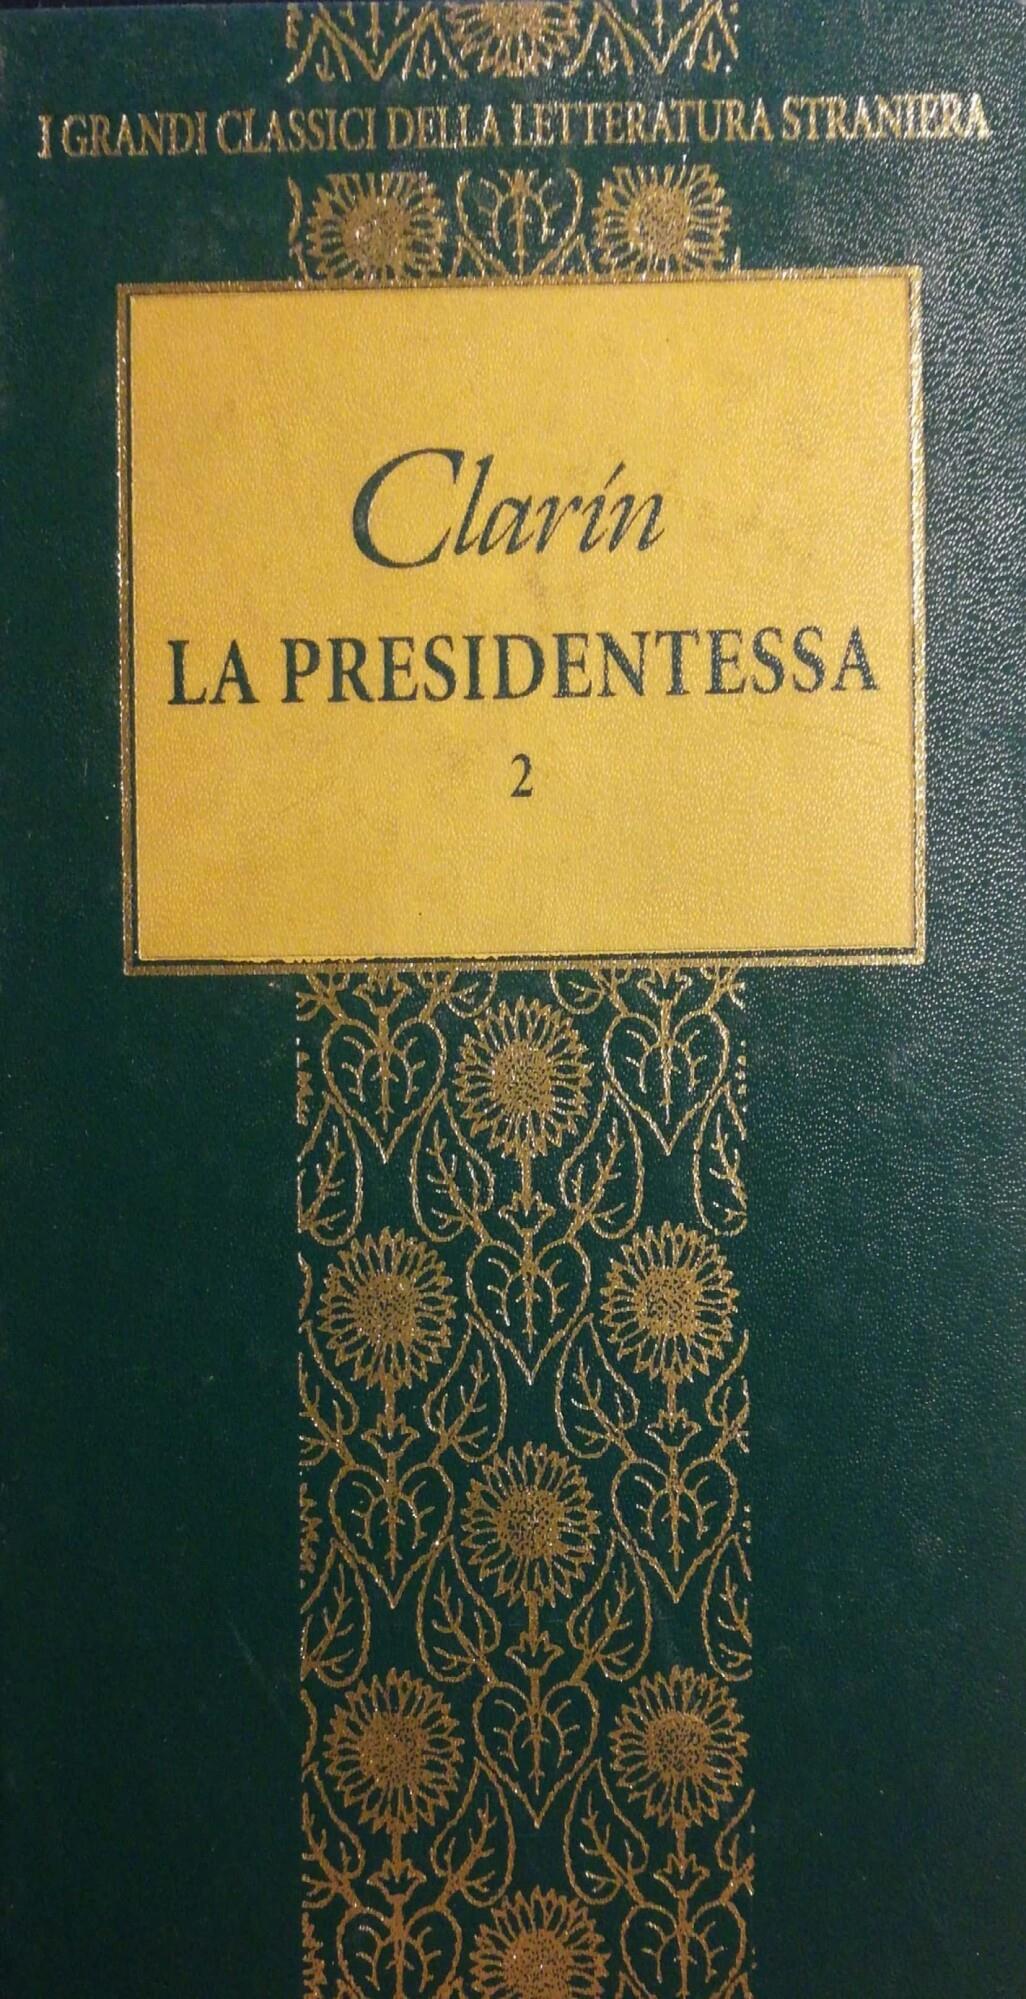 I GRANDI CLASSICI DELLA LETTERATURA STRANIERA
Clarín
LA PRESIDENTESSA
2